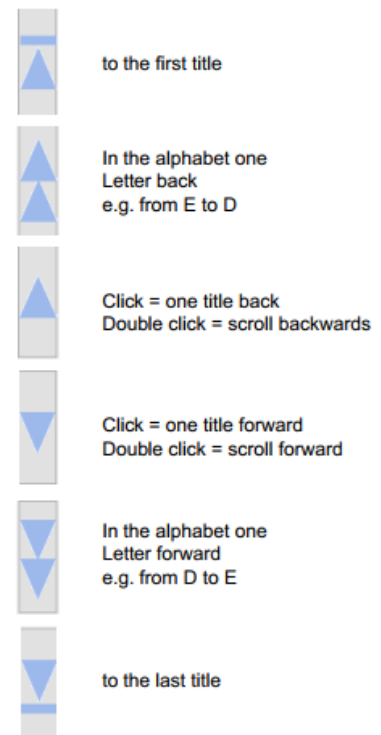 to the first title
In the alphabet one
Letter back
e.g. from E to D
Click = one title back
Double click = scroll backwards
Click = one title forward
Double click = scroll forward
In the alphabet one
Letter forward
e.g. from D to E
to the last title